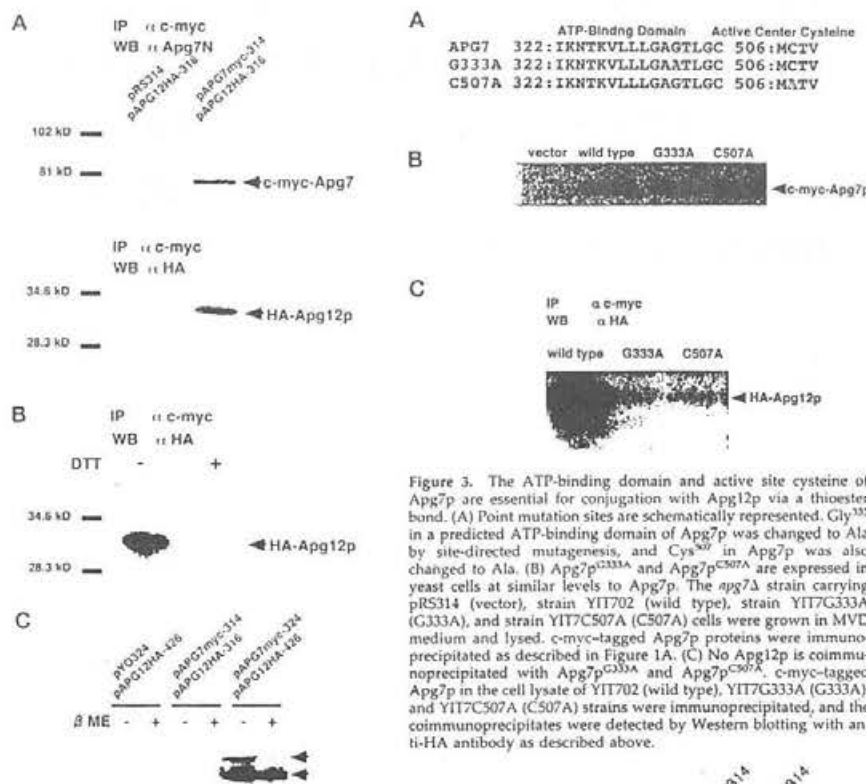 A
IP α c-myc
WB α Apg7N
pRS314
pAPG12HA-316
pAPG7myc-314
pAPG12HA-316
102 kD
81 kD
c-myc-Apg7
IP α c-myc
WB α HA
34.6 kD
HA-Apg12p
28.3 kD
B
IP α c-myc
WB α HA
DTT - +
34.6 kD
HA-Apg12p
28.3 kD
C
pYO324
pAPG12HA-426
pAPG7myc-314
pAPG12HA-316
pAPG7myc-324
pAPG12HA-426
β ME - + - + - +
A
ATP-Bindng Domain Active Center Cysteine
APG7 322:IKNTKVLLLGAGTLGC 506:MCTV
G333A 322:IKNTKVLLLGAATLGC 506:MCTV
C507A 322:IKNTKVLLLGAGTLGC 506:MATV
B
vector wild type G333A C507A
c-myc-Apg7p
C
IP α c-myc
WB α HA
wild type G333A C507A
HA-Apg12p
Figure 3. The ATP-binding domain and active site cysteine of
Apg7p are essential for conjugation with Apg12p via a thioester
bond. (A) Point mutation sites are schematically represented. Gly333
in a predicted ATP-binding domain of Apg7p was changed to Ala
by site-directed mutagenesis, and Cys507 in Apg7p was also
changed to Ala. (B) Apg7pG333A and Apg7pC507A are expressed in
yeast cells at similar levels to Apg7p. The apg7Δ strain carrying
pRS314 (vector), strain YIT702 (wild type), strain YIT7G333A
(G333A), and strain YIT7C507A (C507A) cells were grown in MVD
medium and lysed. c-myc–tagged Apg7p proteins were immuno-
precipitated as described in Figure 1A. (C) No Apg12p is coimmu-
noprecipitated with Apg7pG333A and Apg7pC507A. c-myc–tagged
Apg7p in the cell lysate of YIT702 (wild type), YIT7G333A (G333A),
and YIT7C507A (C507A) strains were immunoprecipitated, and the
coimmunoprecipitates were detected by Western blotting with an-
ti-HA antibody as described above.